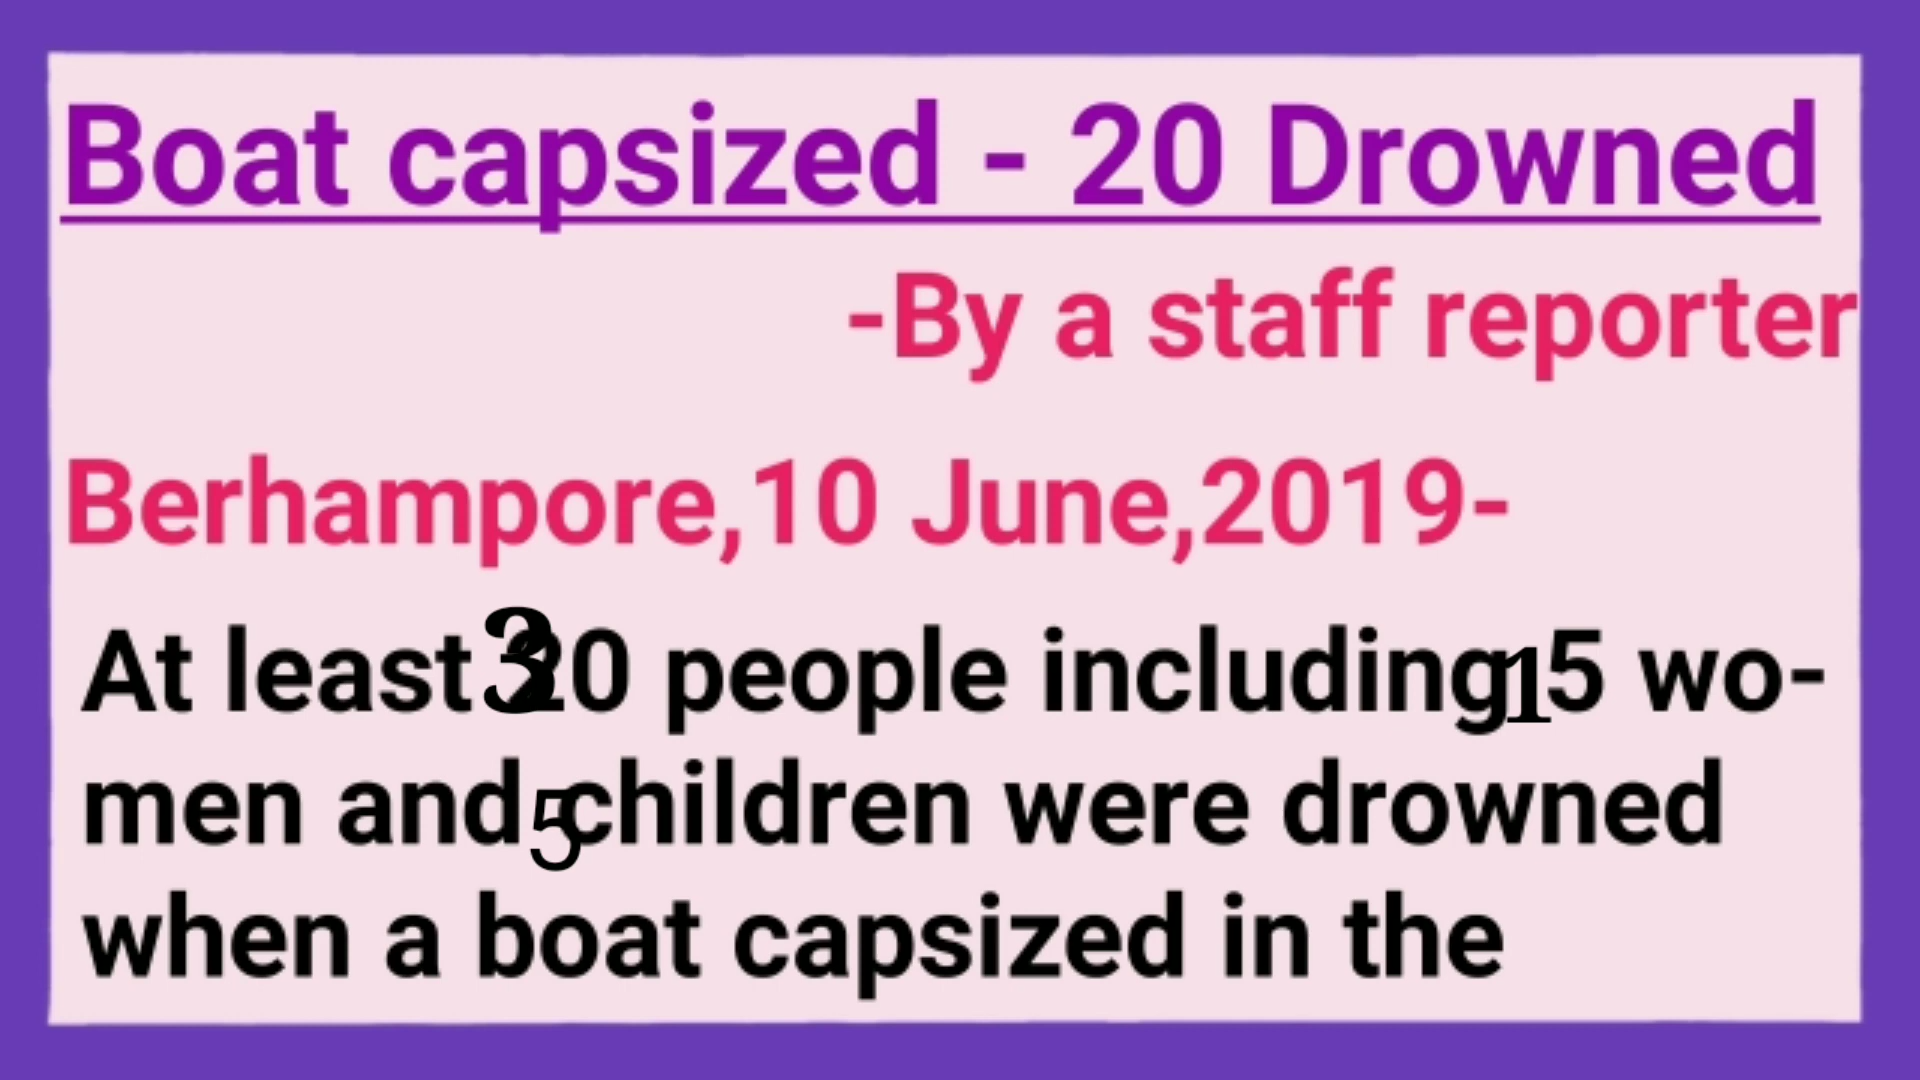 Boat capsized - 20 Drowned
-By a staff reporter
Berhampore,10 June,2019-
At least 20 people including 15 wo-
men and 5 children were drowned
when a boat capsized in the